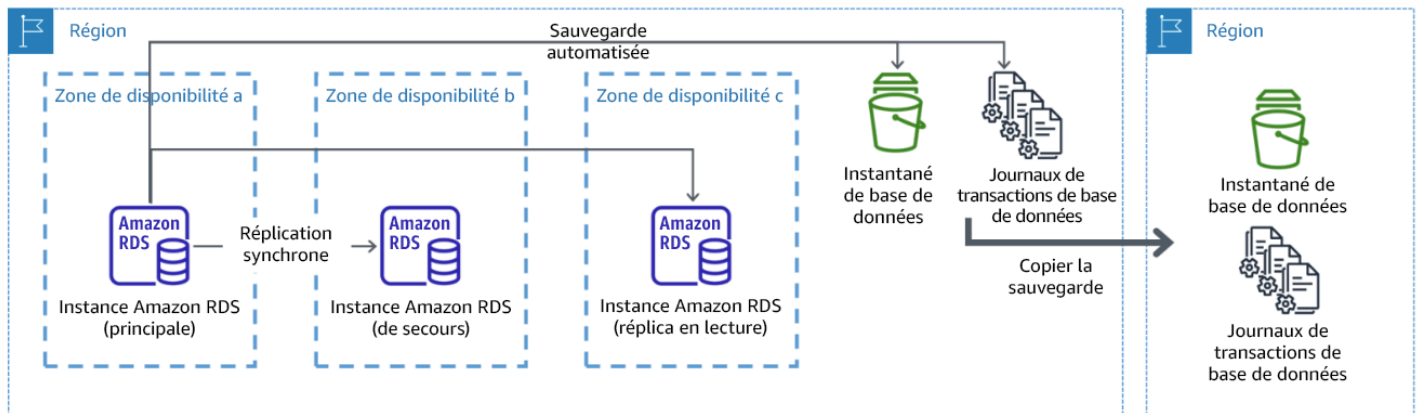 Région
Sauvegarde
automatisée
Région
Zone de disponibilité a
Zone de disponibilité b
Zone de disponibilité c
Instantané
de base de
données
Journaux de
transactions de base
de données
Instantané de
base de données
Amazon
RDS
Réplication
synchrone
Amazon
RDS
Amazon
RDS
Copier la
sauvegarde
Instance Amazon RDS
(principale)
Instance Amazon RDS
(de secours)
Instance Amazon RDS
(réplica en lecture)
Journaux de
transactions de
base de données